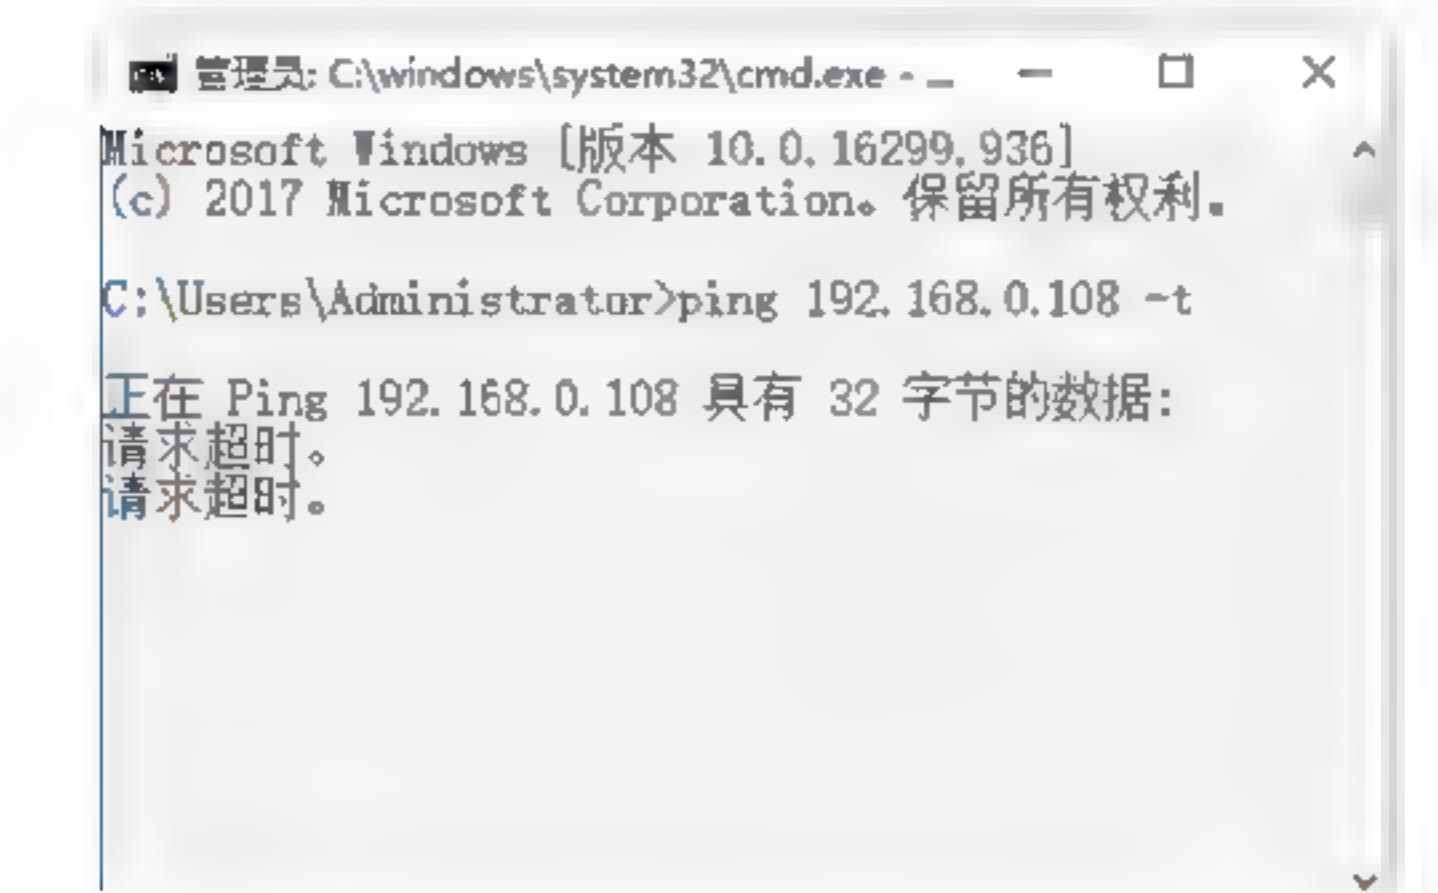 管理员: C:\windows\system32\cmd.exe -
Microsoft Windows [版本 10.0.16299.936]
(c) 2017 Microsoft Corporation。保留所有权利。
C:\Users\Administrator>ping 192.168.0.108 -t
正在 Ping 192.168.0.108 具有 32 字节的数据:
请求超时。
请求超时。